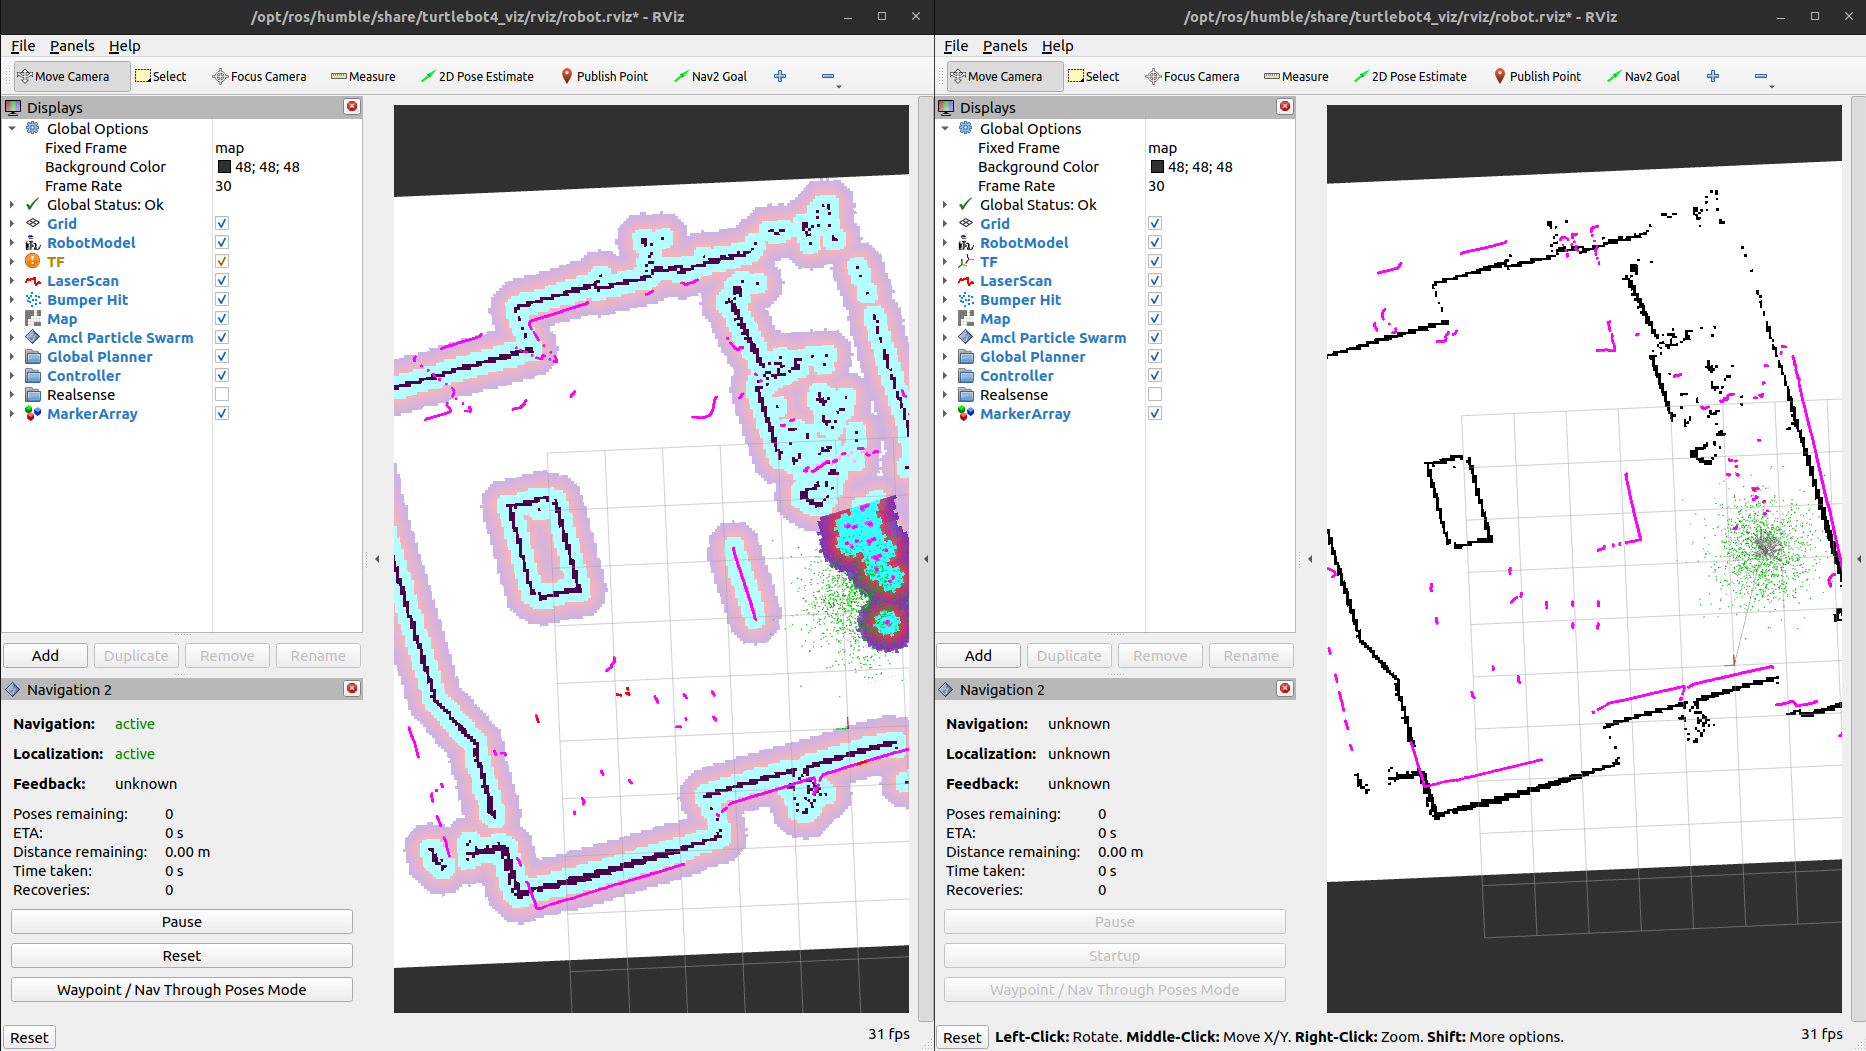 /opt/ros/humble/share/turtlebot4_viz/rviz/robot.rviz* - RViz
File Panels Help
Move Camera Select Focus Camera Measure 2D Pose Estimate Publish Point Nav2 Goal
Displays
Global Options
Fixed Frame map
Background Color 48; 48; 48
Frame Rate 30
Global Status: Ok
Grid
RobotModel
TF
LaserScan
Bumper Hit
Map
Amcl Particle Swarm
Global Planner
Controller
Realsense
MarkerArray
Add Duplicate Remove Rename
Navigation 2
Navigation: active
Localization: active
Feedback: unknown
Poses remaining: 0
ETA: 0 s
Distance remaining: 0.00 m
Time taken: 0 s
Recoveries: 0
Pause
Reset
Waypoint / Nav Through Poses Mode
Reset 31 fps
/opt/ros/humble/share/turtlebot4_viz/rviz/robot.rviz* - RViz
File Panels Help
Move Camera Select Focus Camera Measure 2D Pose Estimate Publish Point Nav2 Goal
Displays
Global Options
Fixed Frame map
Background Color 48; 48; 48
Frame Rate 30
Global Status: Ok
Grid
RobotModel
TF
LaserScan
Bumper Hit
Map
Amcl Particle Swarm
Global Planner
Controller
Realsense
MarkerArray
Add Duplicate Remove Rename
Navigation 2
Navigation: unknown
Localization: unknown
Feedback: unknown
Poses remaining: 0
ETA: 0 s
Distance remaining: 0.00 m
Time taken: 0 s
Recoveries: 0
Pause
Startup
Waypoint / Nav Through Poses Mode
Reset Left-Click: Rotate. Middle-Click: Move X/Y. Right-Click: Zoom. Shift: More options. 31 fps